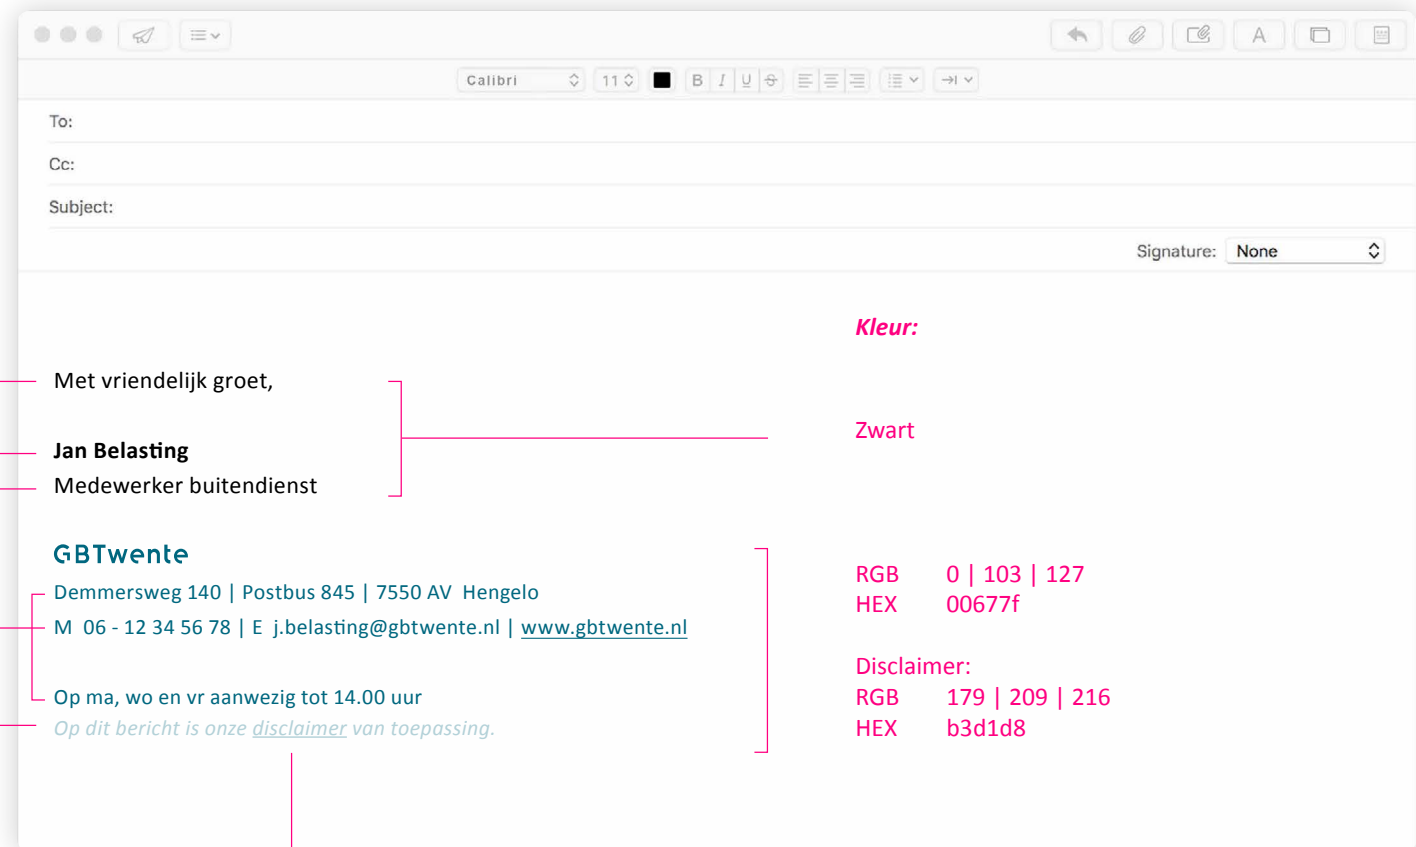 Calibri 11 B I U S
A
To:
Cc:
Subject:
Signature: None
Kleur:
Met vriendelijk groet,
Zwart
Jan Belasting
Medewerker buitendienst
GBTwente
Demmersweg 140 | Postbus 845 | 7550 AV  Hengelo
M  06 - 12 34 56 78 | E  j.belasting@gbtwente.nl | www.gbtwente.nl
Op ma, wo en vr aanwezig tot 14.00 uur
Op dit bericht is onze disclaimer van toepassing.
RGB 0 | 103 | 127
HEX 00677f
Disclaimer:
RGB 179 | 209 | 216
HEX b3d1d8